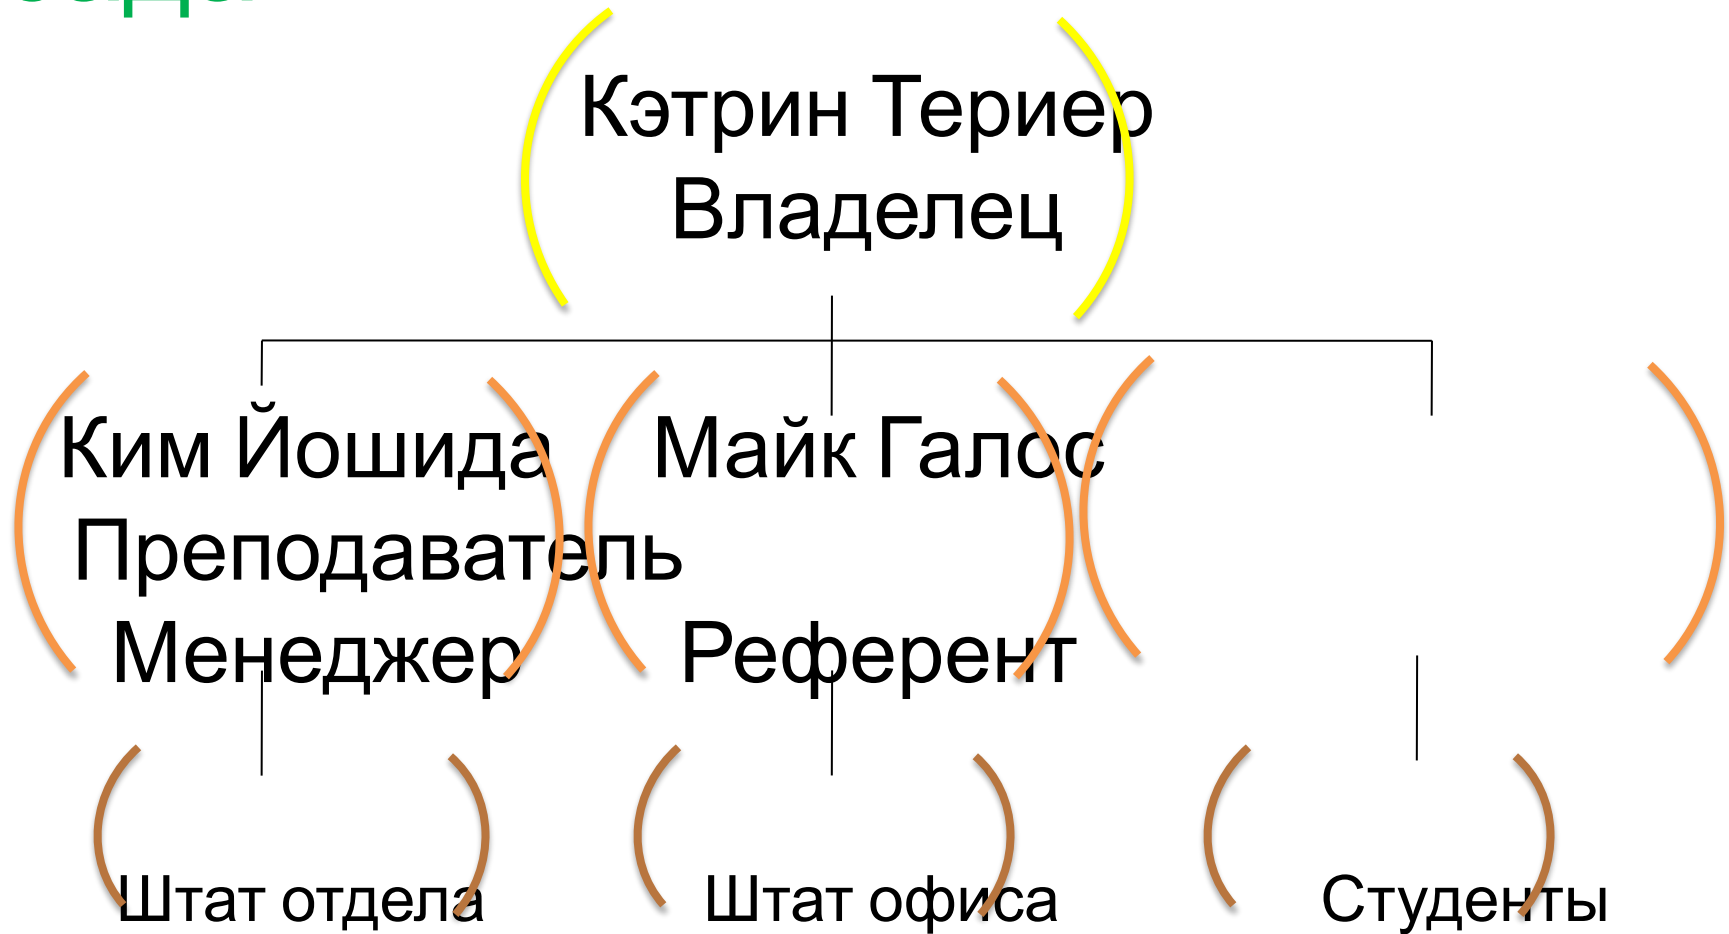 Кэтрин Териер
Владелец
Ким Йошида
Преподаватель
Менеджер
Майк Галос
Референт
Штат отдела
Штат офиса
Студенты